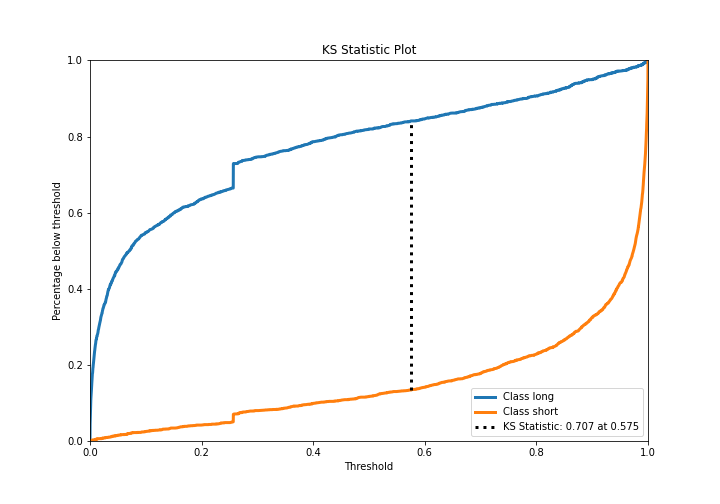 KS Statistic Plot
1.0
0.8
0.6
0.4
0.2
0.0
Percentage below threshold
Class long
Class short
KS Statistic: 0.707 at 0.575
0.0 0.2 0.4 0.6 0.8 1.0
Threshold